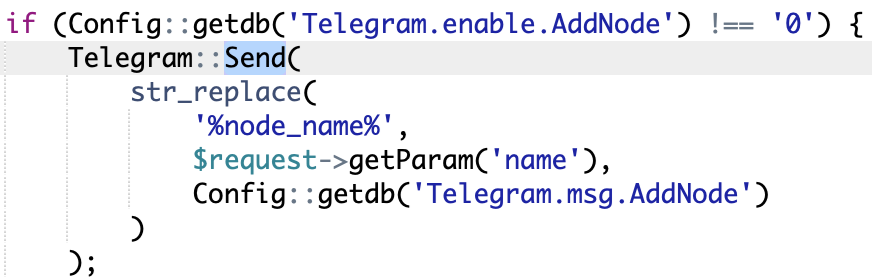 if (Config::getdb('Telegram.enable.AddNode') !== '0') {
    Telegram::Send(
        str_replace(
            '%node_name%',
            $request->getParam('name'),
            Config::getdb('Telegram.msg.AddNode')
        )
    );